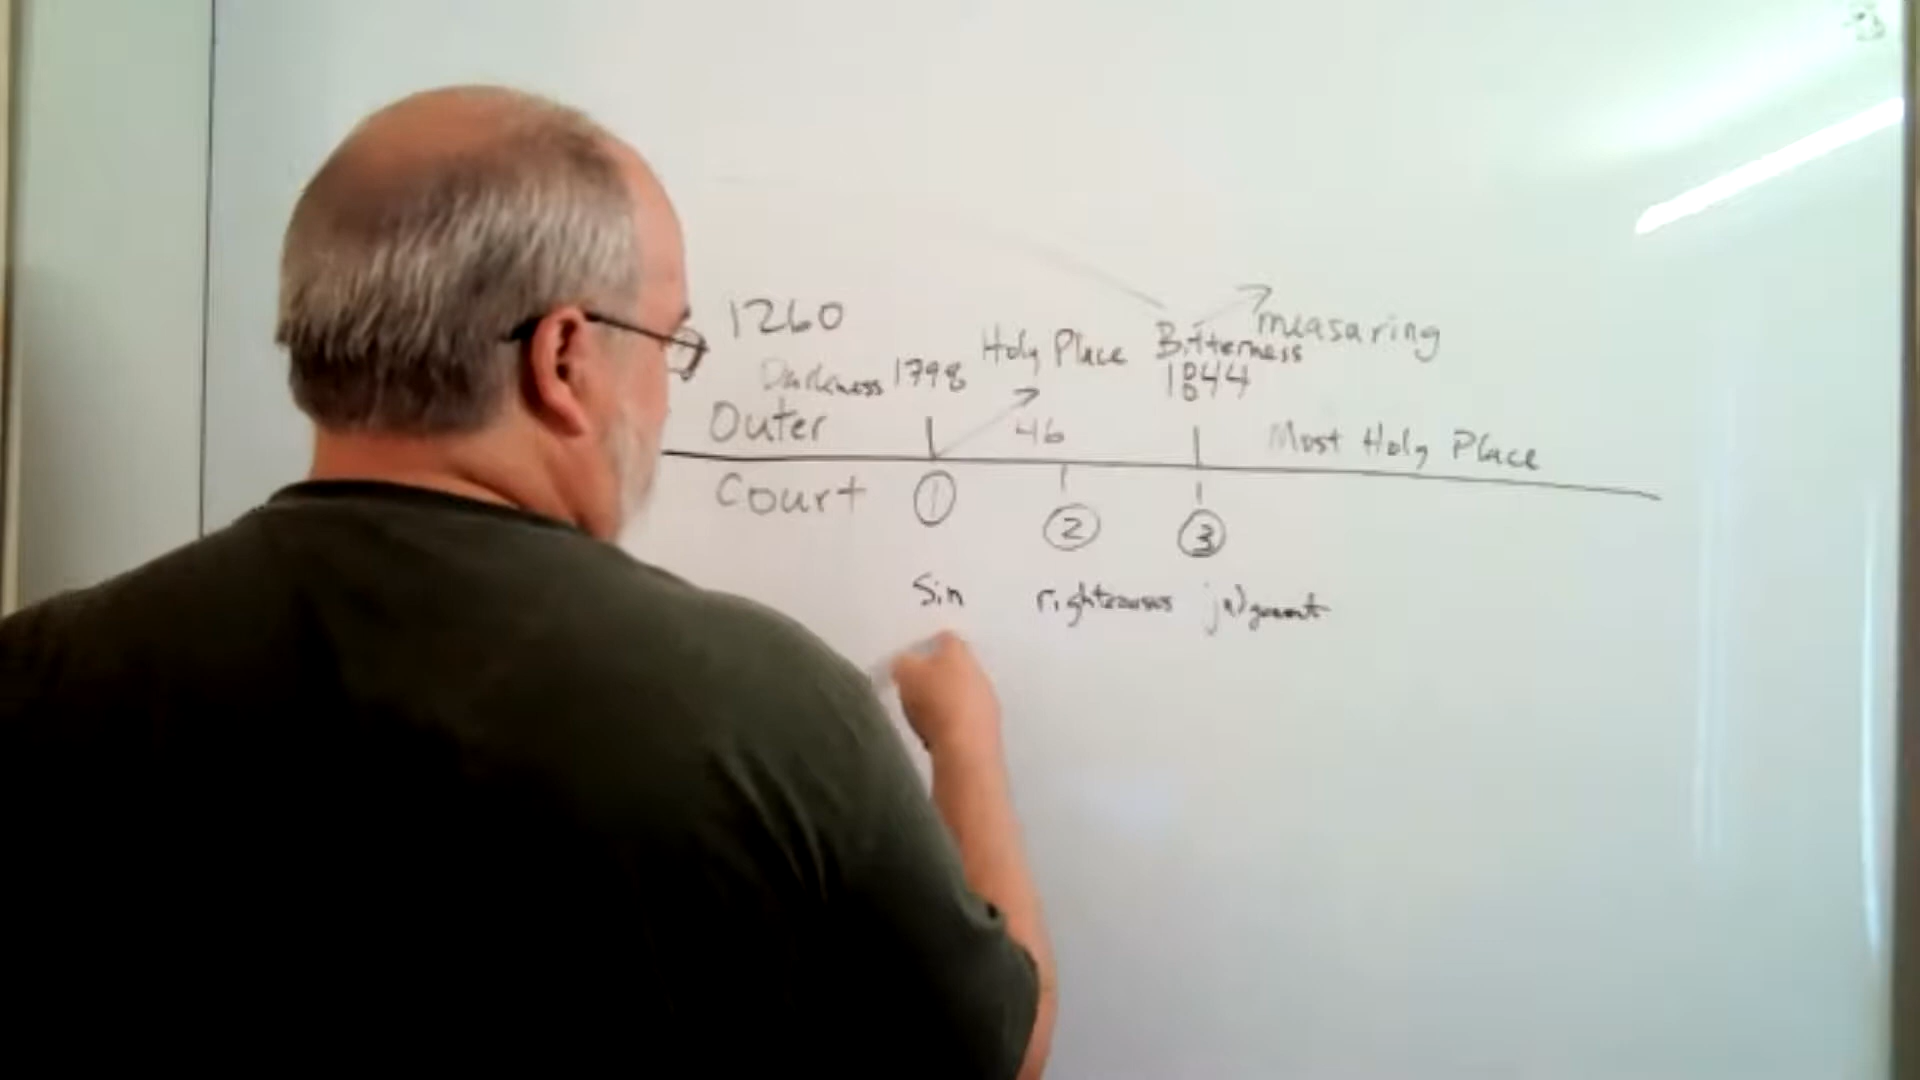 1260
measaring
Holy Place
Bitterness
Darkness 1798
1844
Outer
46
Most Holy Place
Court
1
2
3
Sin
judgment